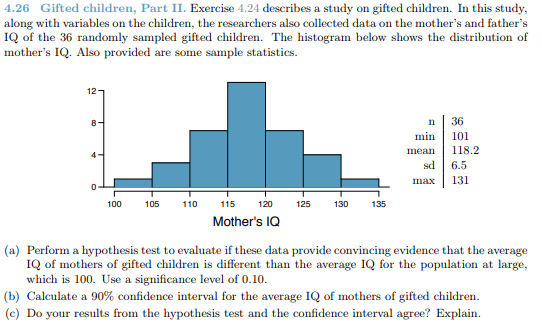 4.26 Gifted children, Part II. Exercise 4.24 describes a study on gifted children. In this study,
along with variables on the children, the researchers also collected data on the mother's and father's
IQ of the 36 randomly sampled gifted children. The histogram below shows the distribution of
mother's IQ. Also provided are some sample statistics.
12
8
4
0
100 105 110 115 120 125 130 135
Mother's IQ
n 36
min 101
mean 118.2
sd 6.5
max 131
(a) Perform a hypothesis test to evaluate if these data provide convincing evidence that the average
IQ of mothers of gifted children is different than the average IQ for the population at large,
which is 100. Use a significance level of 0.10.
(b) Calculate a 90% confidence interval for the average IQ of mothers of gifted children.
(c) Do your results from the hypothesis test and the confidence interval agree? Explain.